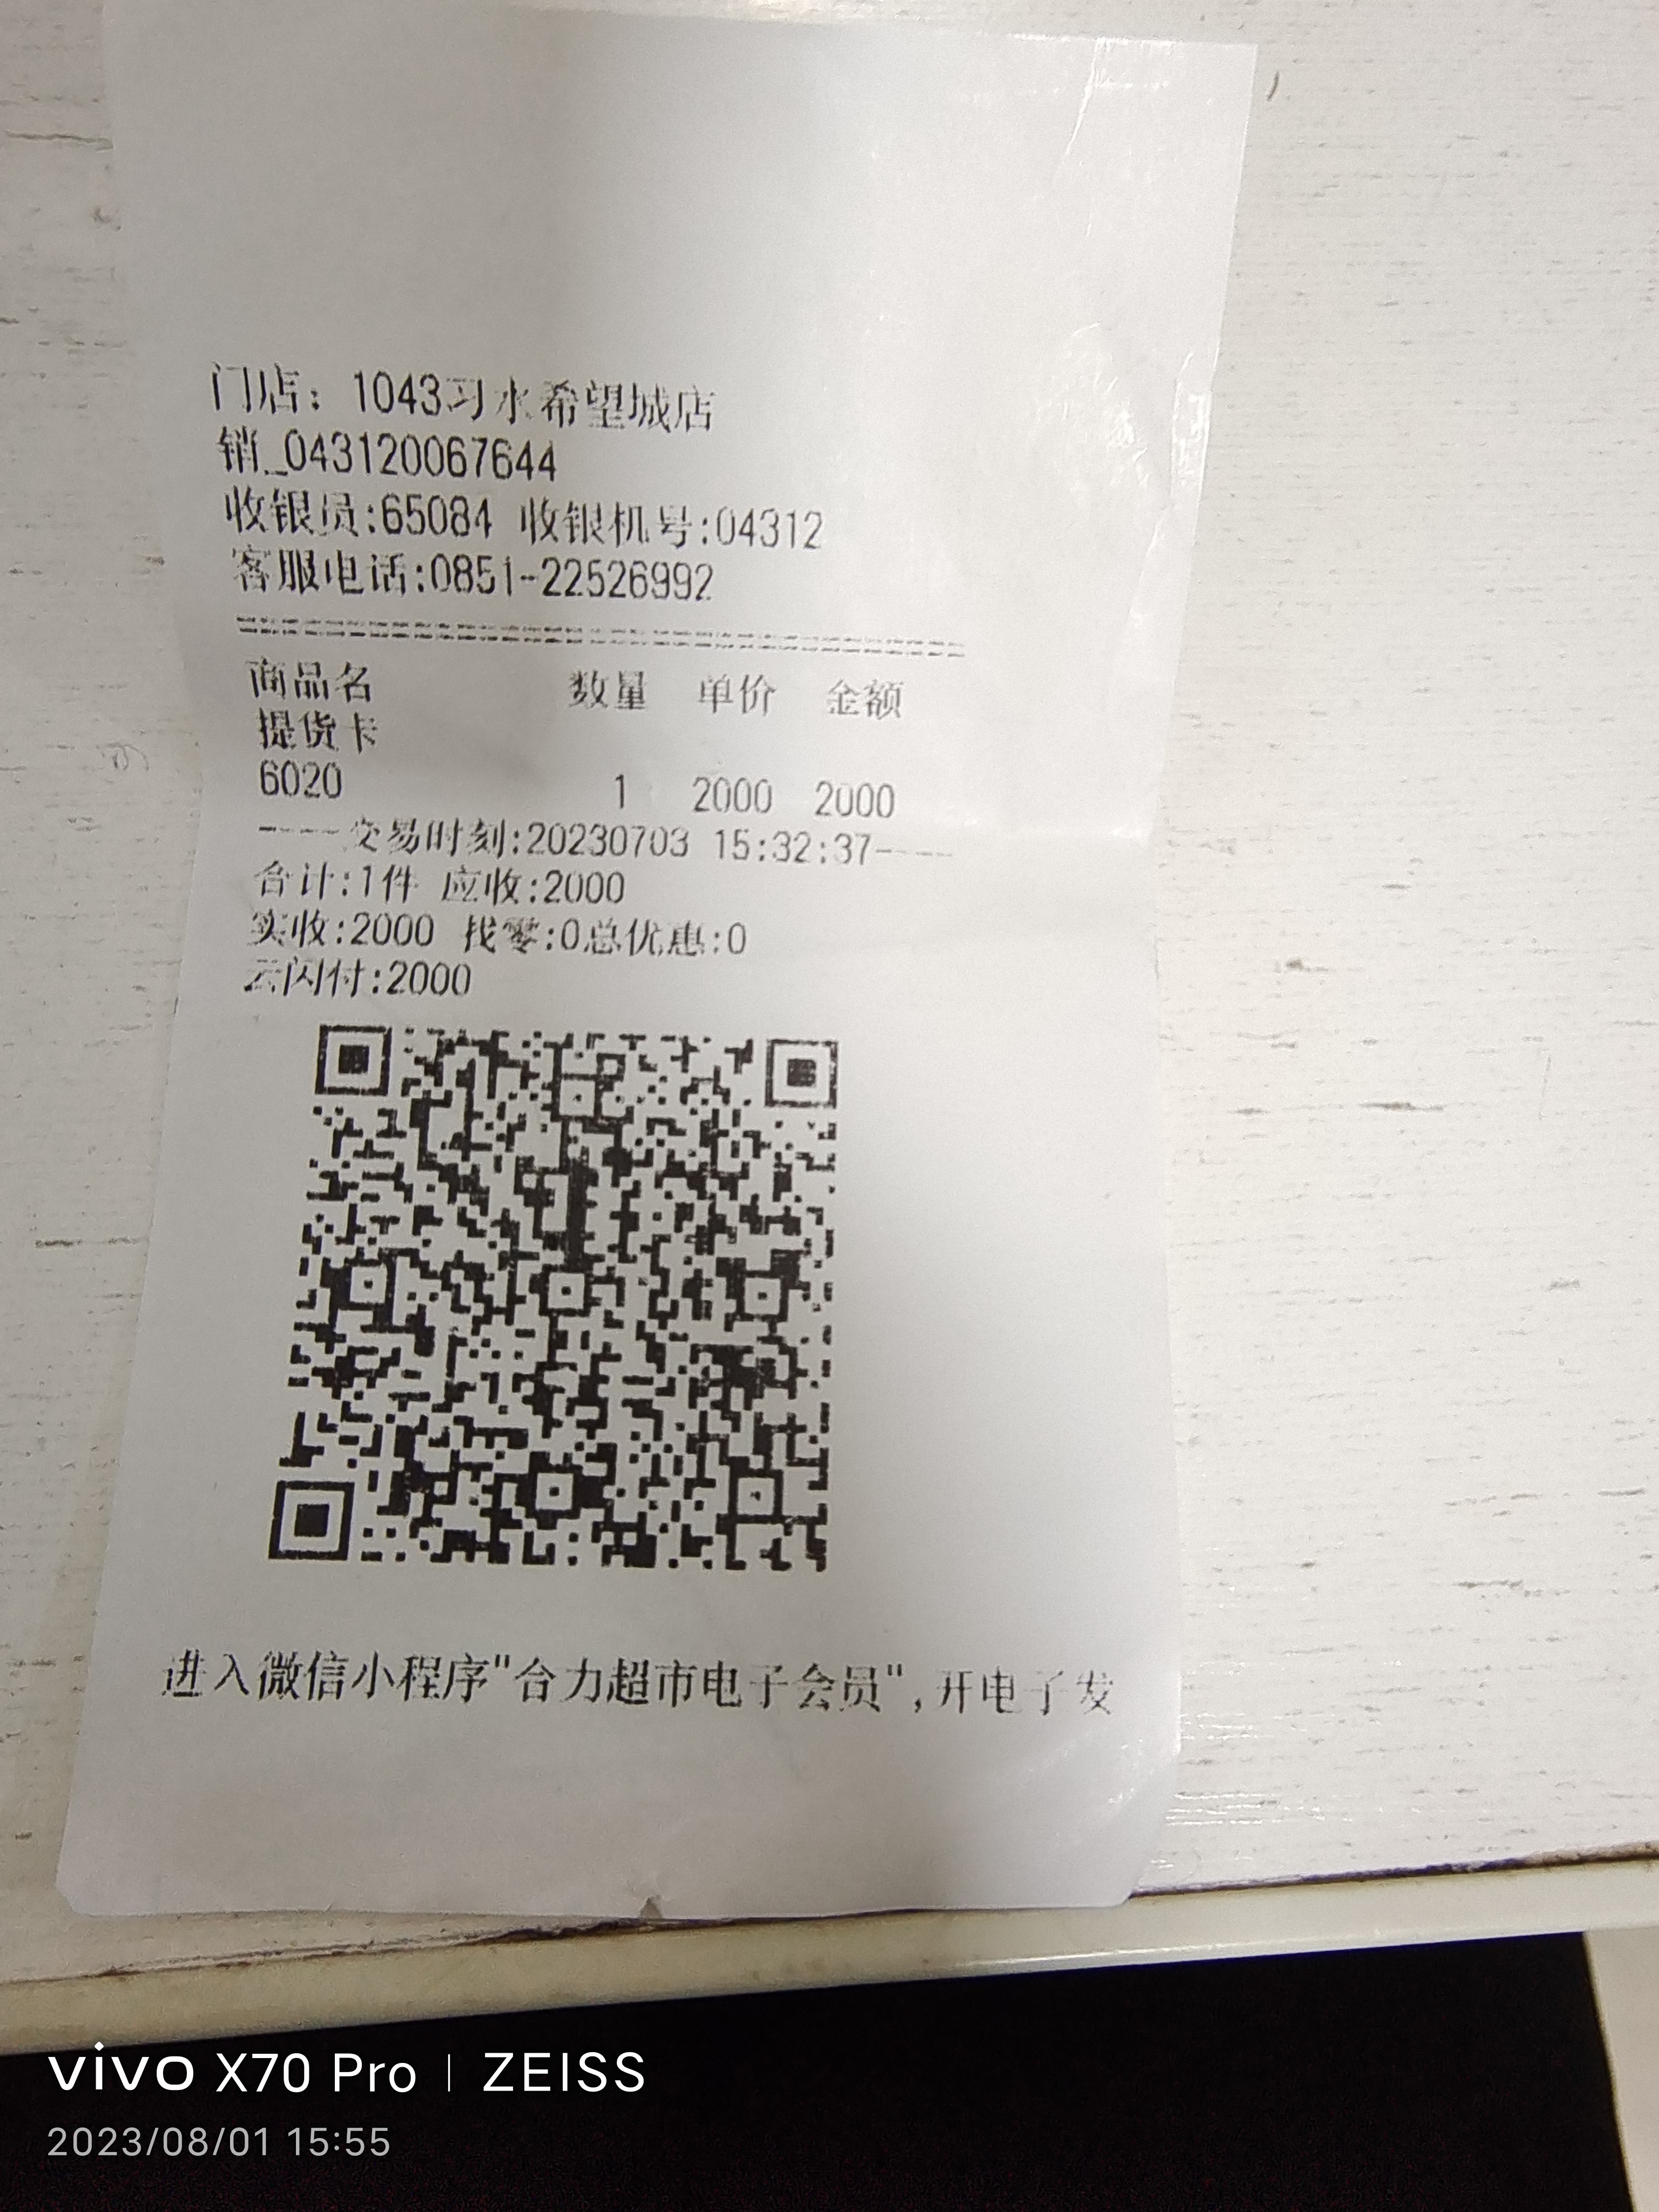 门店：1043习水希望城店
销_043120067644
收银员:65084 收银机号:04312
客服电话:0851-22526992
商品名 数量 单价 金额
提货卡
6020 1 2000 2000
----交易时刻:20230703 15:32:37----
合计:1件 应收:2000
实收:2000 找零:0总优惠:0
云闪付:2000
进入微信小程序"合力超市电子会员",开电子发
vivo X70 Pro | ZEISS
2023/08/01 15:55